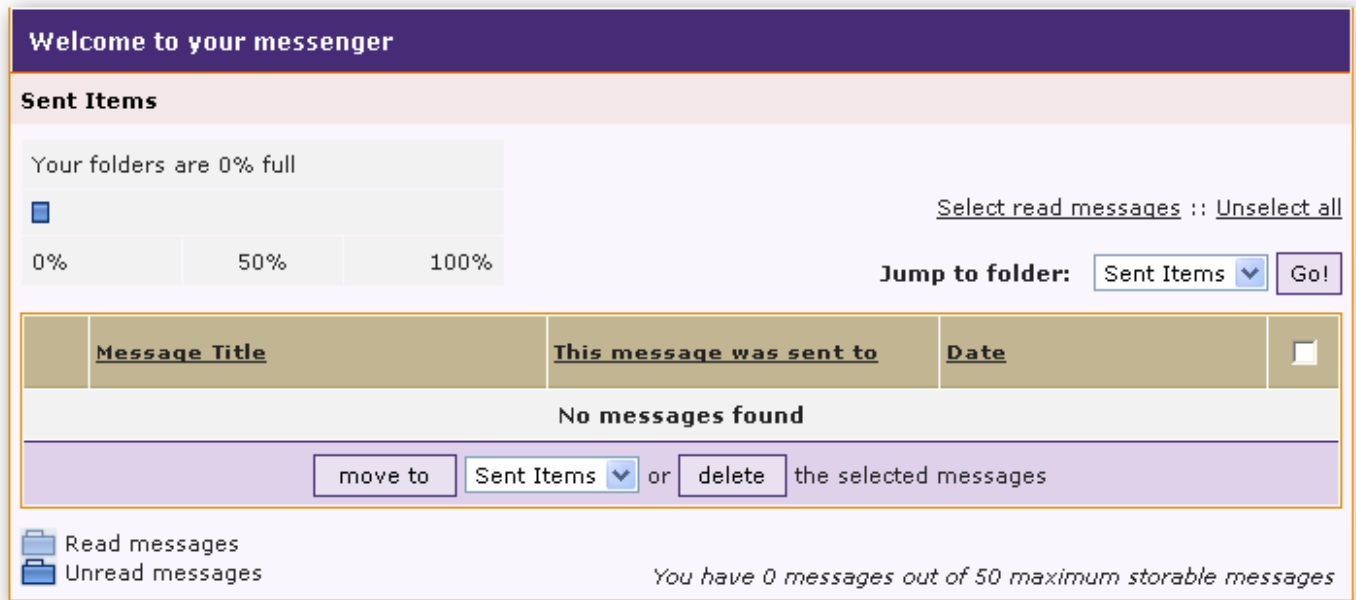 Welcome to your messenger
Sent Items
Your folders are 0% full
Select read messages :: Unselect all
0% 50% 100%
Jump to folder: Sent Items Go!
Message Title This message was sent to Date
No messages found
move to Sent Items or delete the selected messages
Read messages
Unread messages
You have 0 messages out of 50 maximum storable messages